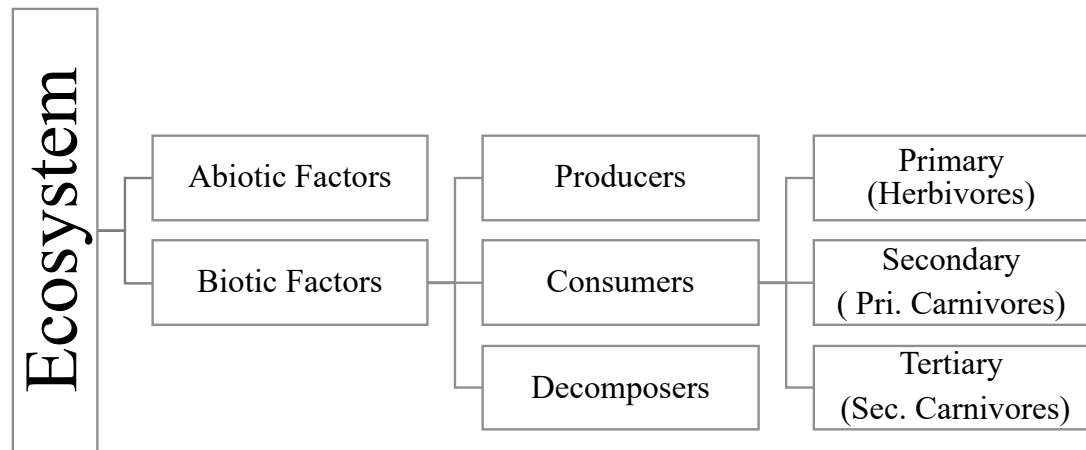 Ecosystem
Abiotic Factors
Biotic Factors
Producers
Consumers
Decomposers
Primary
(Herbivores)
Secondary
( Pri. Carnivores)
Tertiary
(Sec. Carnivores)